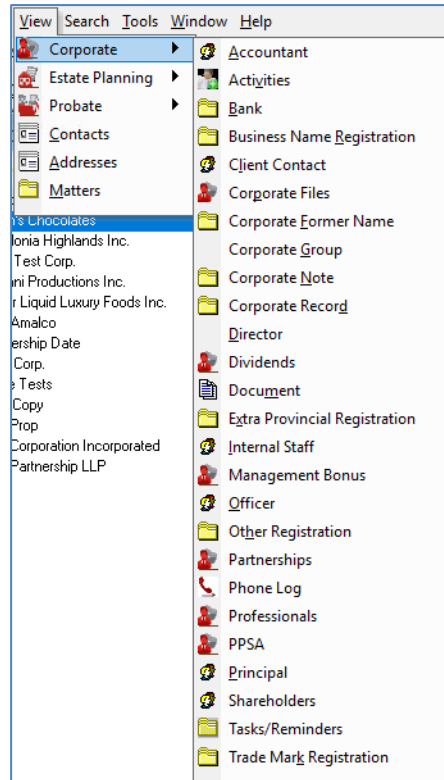 View Search Tools Window Help
Corporate
Estate Planning
Probate
Contacts
Addresses
Matters
Accountant
Activities
Bank
Business Name Registration
Client Contact
Corporate Files
Corporate Former Name
Corporate Group
Corporate Note
Corporate Record
Director
Dividends
Document
Extra Provincial Registration
Internal Staff
Management Bonus
Officer
Other Registration
Partnerships
Phone Log
Professionals
PPSA
Principal
Shareholders
Tasks/Reminders
Trade Mark Registration
Chocolates
Highlands Inc.
Test Corp.
Productions Inc.
Liquid Luxury Foods Inc.
Amalco
Date
Corp.
Tests
Copy
Prop
Corporation Incorporated
Partnership LLP